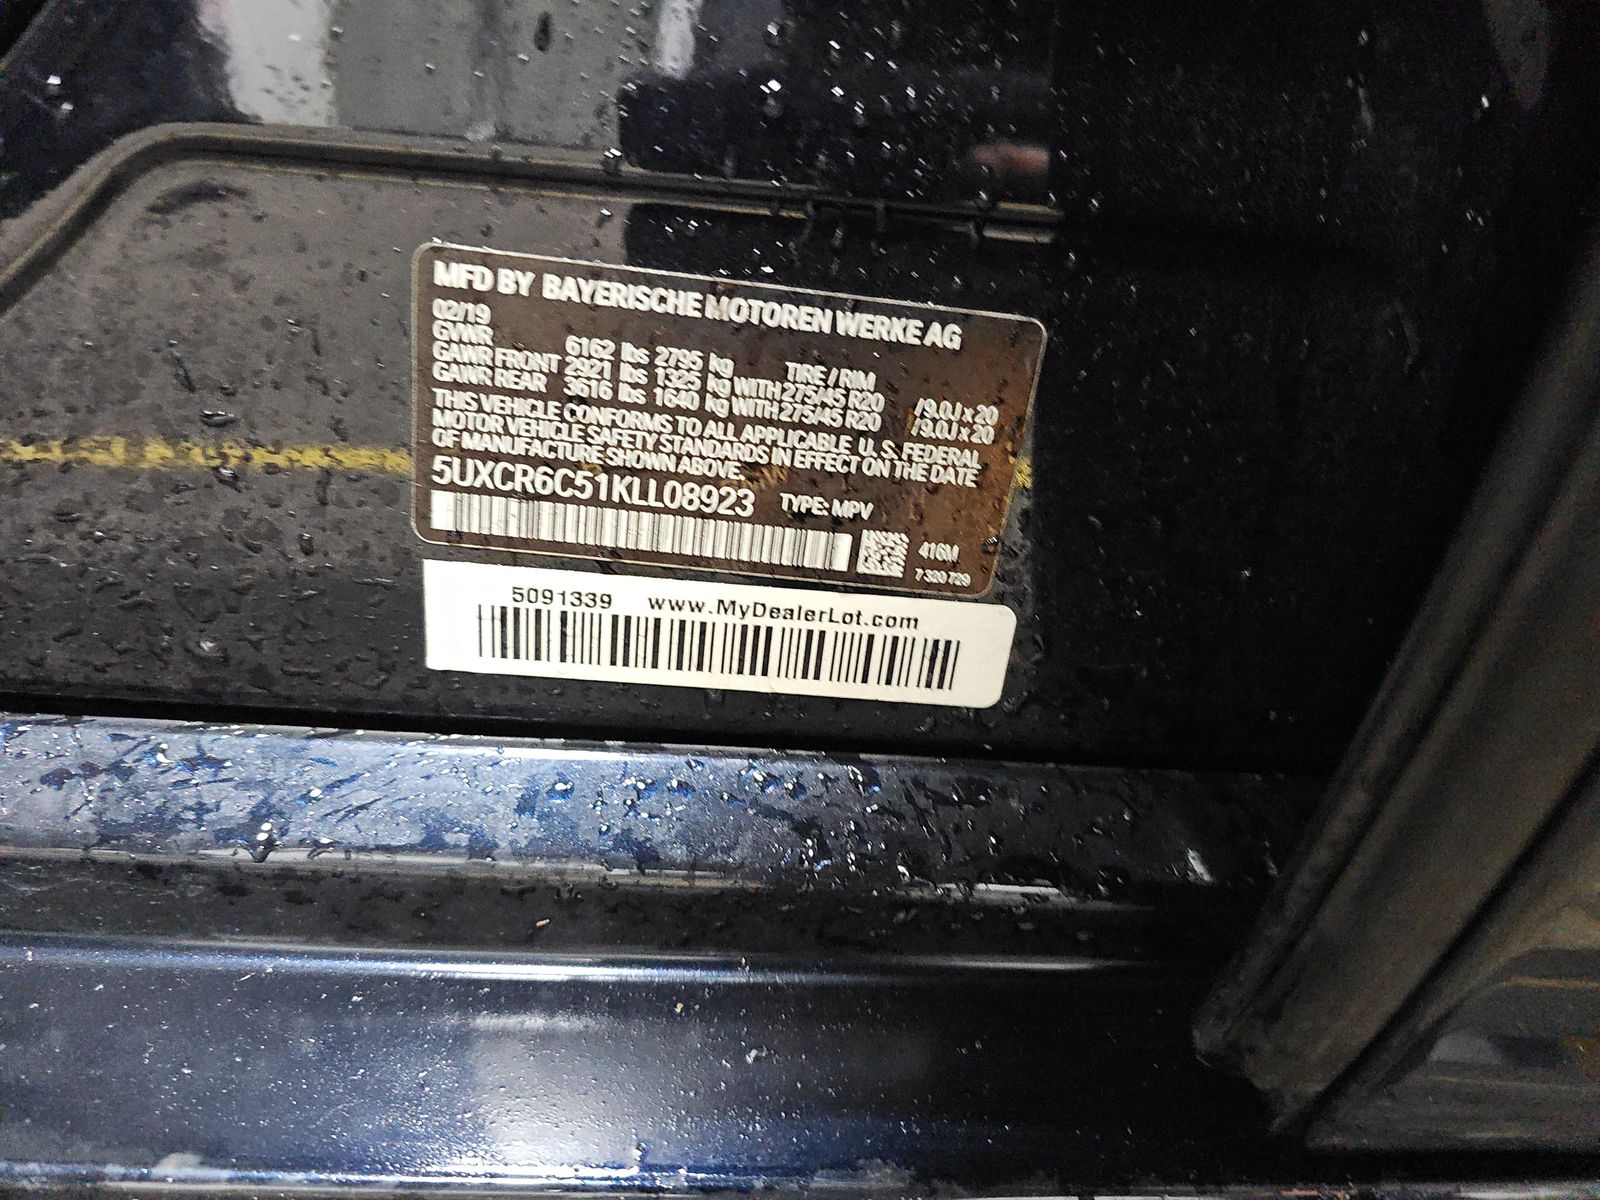 MFD BY BAYERISCHE MOTOREN WERKE AG
02/19
GVWR 6162 lbs 2795 kg TIRE / RIM
GAWR FRONT 2921 lbs 1325 kg WITH 275/45 R20 /9.0J x 20
GAWR REAR 3616 lbs 1640 kg WITH 275/45 R20 /9.0J x 20
THIS VEHICLE CONFORMS TO ALL APPLICABLE U. S. FEDERAL
MOTOR VEHICLE SAFETY STANDARDS IN EFFECT ON THE DATE
OF MANUFACTURE SHOWN ABOVE.
5UXCR6C51KLL08923 TYPE: MPV
416M
7320729
5091339 www.MyDealerLot.com